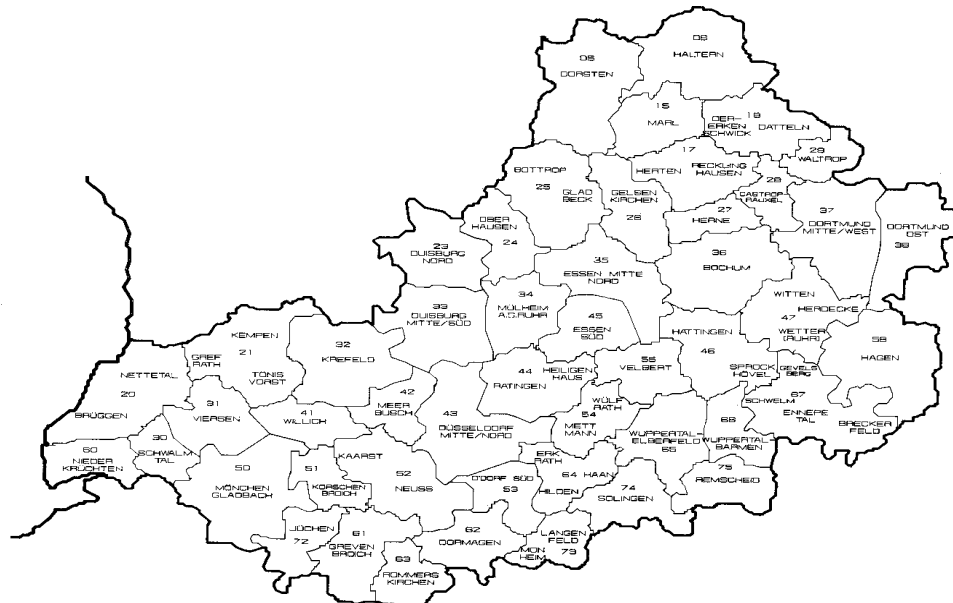 06
HALTERN
05
DORSTEN
15
MARL
18
OER-
ERKEN
SCHWICK
DATTELN
29
WALTROP
17
HERTEN
RECKLING
HAUSEN
BOTTROP
25
GLAD
BECK
GELSEN
KIRCHEN
26
28
CASTROP
RAUXEL
27
HERNE
37
DORTMUND
MITTE/WEST
DORTMUND
OST
38
OBER
HAUSEN
24
23
DUISBURG
NORD
35
ESSEN MITTE
NORD
36
BOCHUM
33
DUISBURG
MITTE/SÜD
34
MÜLHEIM
A.D.RUHR
45
ESSEN
SÜD
WITTEN
HERDECKE
47
WETTER
(RUHR)
58
HAGEN
HATTINGEN
46
SPROCK
HÖVEL
GEVELS
BERG
KEMPEN
GREF
RATH
21
TÖNIS
VORST
32
KREFELD
NETTETAL
20
BRÜGGEN
31
VIERSEN
41
WILLICH
42
MEER
BUSCH
43
DÜSSELDORF
MITTE/NORD
44
RATINGEN
HEILIGEN
HAUS
55
VELBERT
WÜLF
RATH
54
METT
MANN
WUPPERTAL-
ELBERFELD
65
66
WUPPERTAL
BARMEN
SCHWELM
67
ENNEPE
TAL
BRECKER
FELD
60
NIEDER
KRÜCHTEN
30
SCHWALM
TAL
50
MÖNCHEN
GLADBACH
51
KORSCHEN
BROICH
KAARST
52
NEUSS
D'DORF SÜD
53
ERK
RATH
64
HAAN
HILDEN
74
SOLINGEN
75
REMSCHEID
JÜCHEN
72
61
GREVEN
BROICH
62
DORMAGEN
63
ROMMERS
KIRCHEN
LANGEN
FELD
MON
HEIM
73